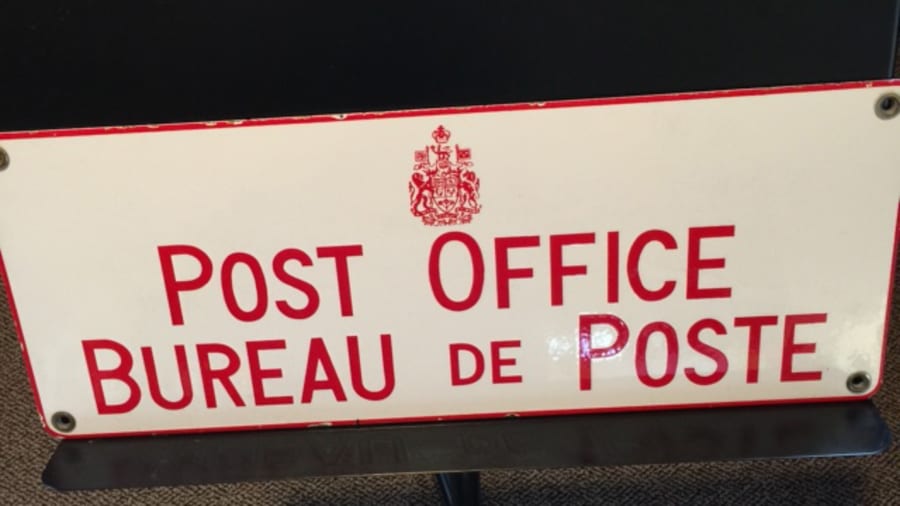 POST OFFICE
BUREAU DE POSTE